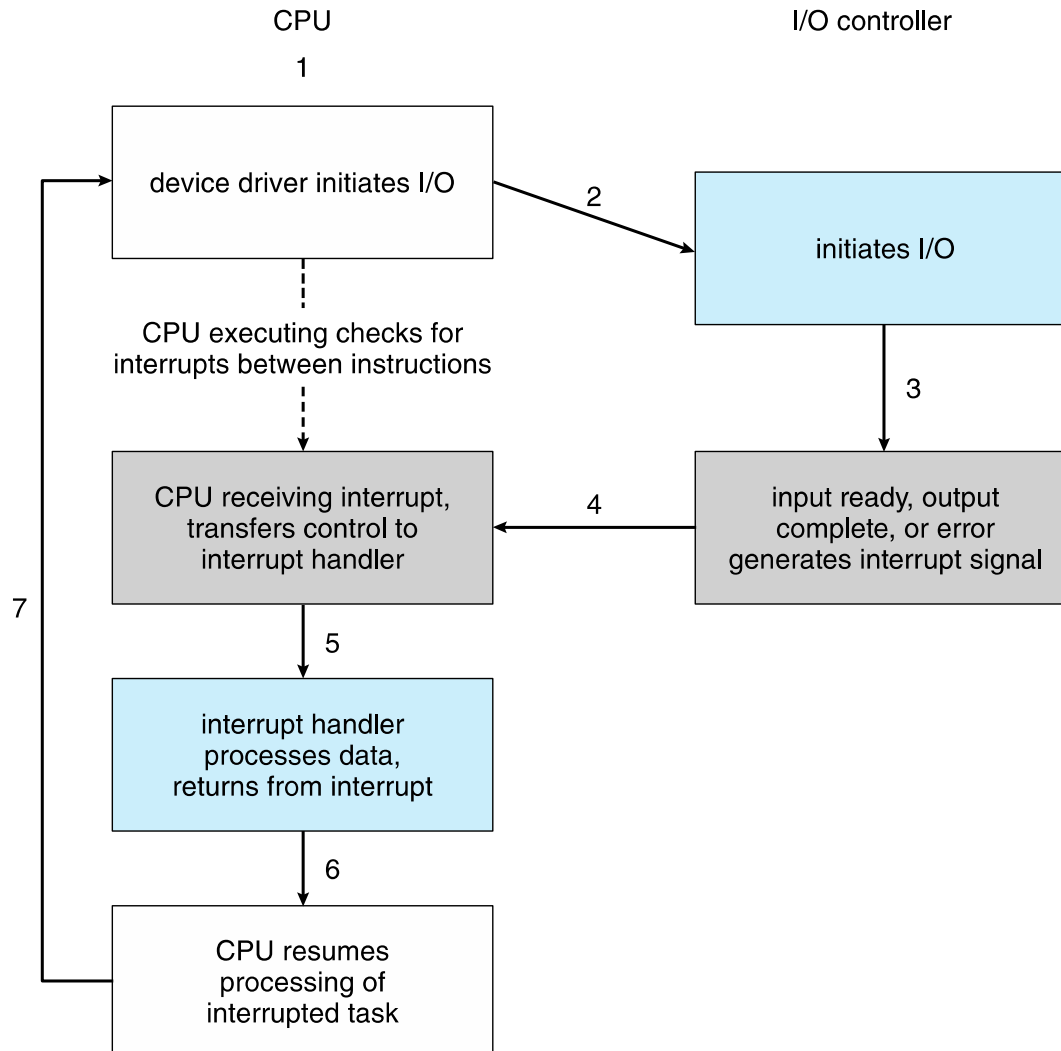 CPU
I/O controller
1
device driver initiates I/O
2
initiates I/O
CPU executing checks for
interrupts between instructions
3
CPU receiving interrupt,
transfers control to
interrupt handler
4
input ready, output
complete, or error
generates interrupt signal
7
5
interrupt handler
processes data,
returns from interrupt
6
CPU resumes
processing of
interrupted task